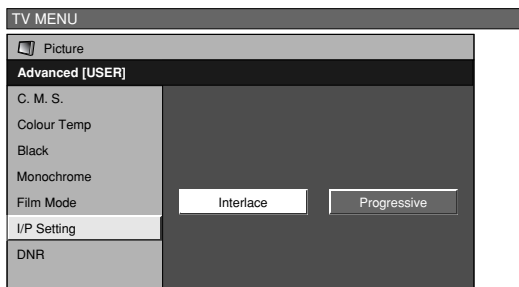 TV MENU
Picture
Advanced [USER]
C. M. S.
Colour Temp
Black
Monochrome
Film Mode
Interlace Progressive
I/P Setting
DNR